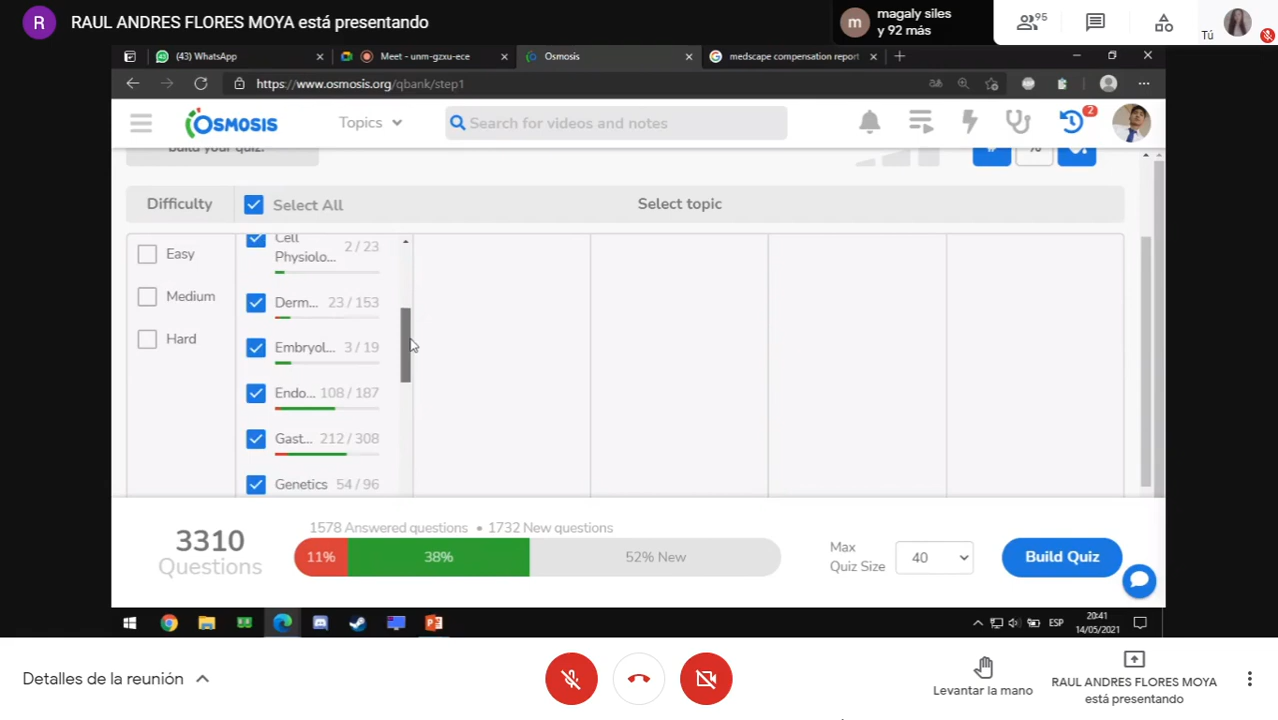 R RAUL ANDRES FLORES MOYA está presentando
m magaly siles
y 92 más
95
Tú
(43) WhatsApp
Meet - unm-gzxu-ece
Osmosis
medscape compensation report
https://www.osmosis.org/qbank/step1
OSMOSIS
Topics
Search for videos and notes
2
build your quiz.
Difficulty
Select All
Select topic
Easy
Medium
Hard
Cell
Physiolo... 2 / 23
Derm... 23 / 153
Embryol... 3 / 19
Endo... 108 / 187
Gast... 212 / 308
Genetics 54 / 96
3310
Questions
1578 Answered questions • 1732 New questions
11% 38% 52% New
Max
Quiz Size
40
Build Quiz
ESP
20:41
14/05/2021
Detalles de la reunión
Levantar la mano
RAUL ANDRES FLORES MOYA
está presentando